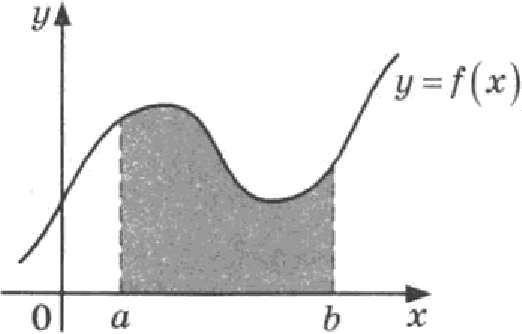 y
y = f(x)
0 a b x